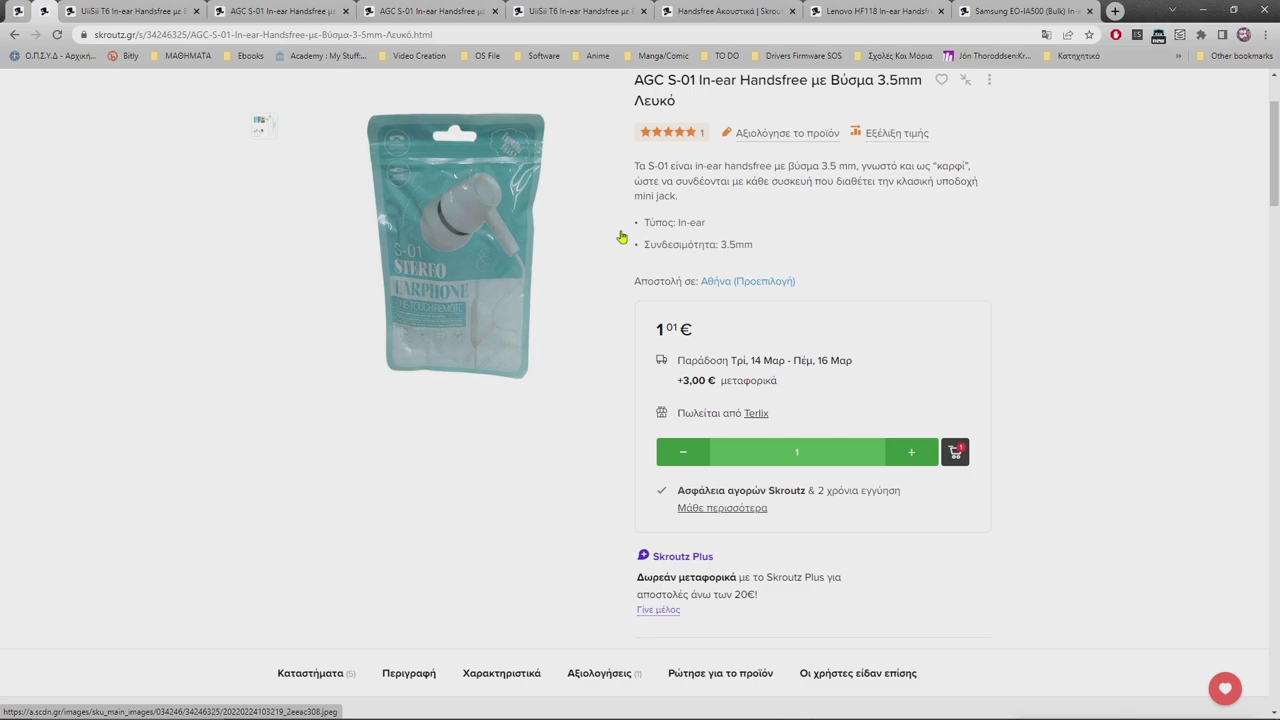 UiiSii T6 In-ear Handsfree με Β
AGC S-01 In-ear Handsfree με
AGC S-01 In-ear Handsfree με
UiiSii T6 In-ear Handsfree με
Handsfree Ακουστικά | Skrout
Lenovo HF118 In-ear Handsf
Samsung EO-IA500 (Bulk) In-e
skroutz.gr/s/34246325/AGC-S-01-In-ear-Handsfree-με-Βύσμα-3-5mm-Λευκό.html
Ο.Π.Σ.Υ.Δ - Αρχική... Bitly ΜΑΘΗΜΑΤΑ Ebooks Academy : My Stuff:... Video Creation OS File Software Anime Manga/Comic TO DO Drivers Firmware SOS Σχολές Και Μόρια Jón Thoroddsen:Kr... Κατηχητικό » Other bookmarks
AGC S-01 In-ear Handsfree με Βύσμα 3.5mm
Λευκό
1 Αξιολόγησε το προϊόν Εξέλιξη τιμής
Τα S-01 είναι in-ear handsfree με βύσμα 3.5 mm, γνωστό και ως “καρφί”,
ώστε να συνδέονται με κάθε συσκευή που διαθέτει την κλασική υποδοχή
mini jack.
• Τύπος: In-ear
• Συνδεσιμότητα: 3.5mm
S-01
STEREO
EARPHONE
ONE-TOUCH REMOTE
Αποστολή σε: Αθήνα (Προεπιλογή)
1 01 €
Παράδοση Τρί, 14 Μαρ - Πέμ, 16 Μαρ
+3,00 € μεταφορικά
Πωλείται από Terlix
− 1 + 1
Ασφάλεια αγορών Skroutz & 2 χρόνια εγγύηση
Μάθε περισσότερα
Skroutz Plus
Δωρεάν μεταφορικά με το Skroutz Plus για
αποστολές άνω των 20€!
Γίνε μέλος
Καταστήματα (5) Περιγραφή Χαρακτηριστικά Αξιολογήσεις (1) Ρώτησε για το προϊόν Οι χρήστες είδαν επίσης
https://a.scdn.gr/images/sku_main_images/034246/34246325/20220224103219_2eeac308.jpeg